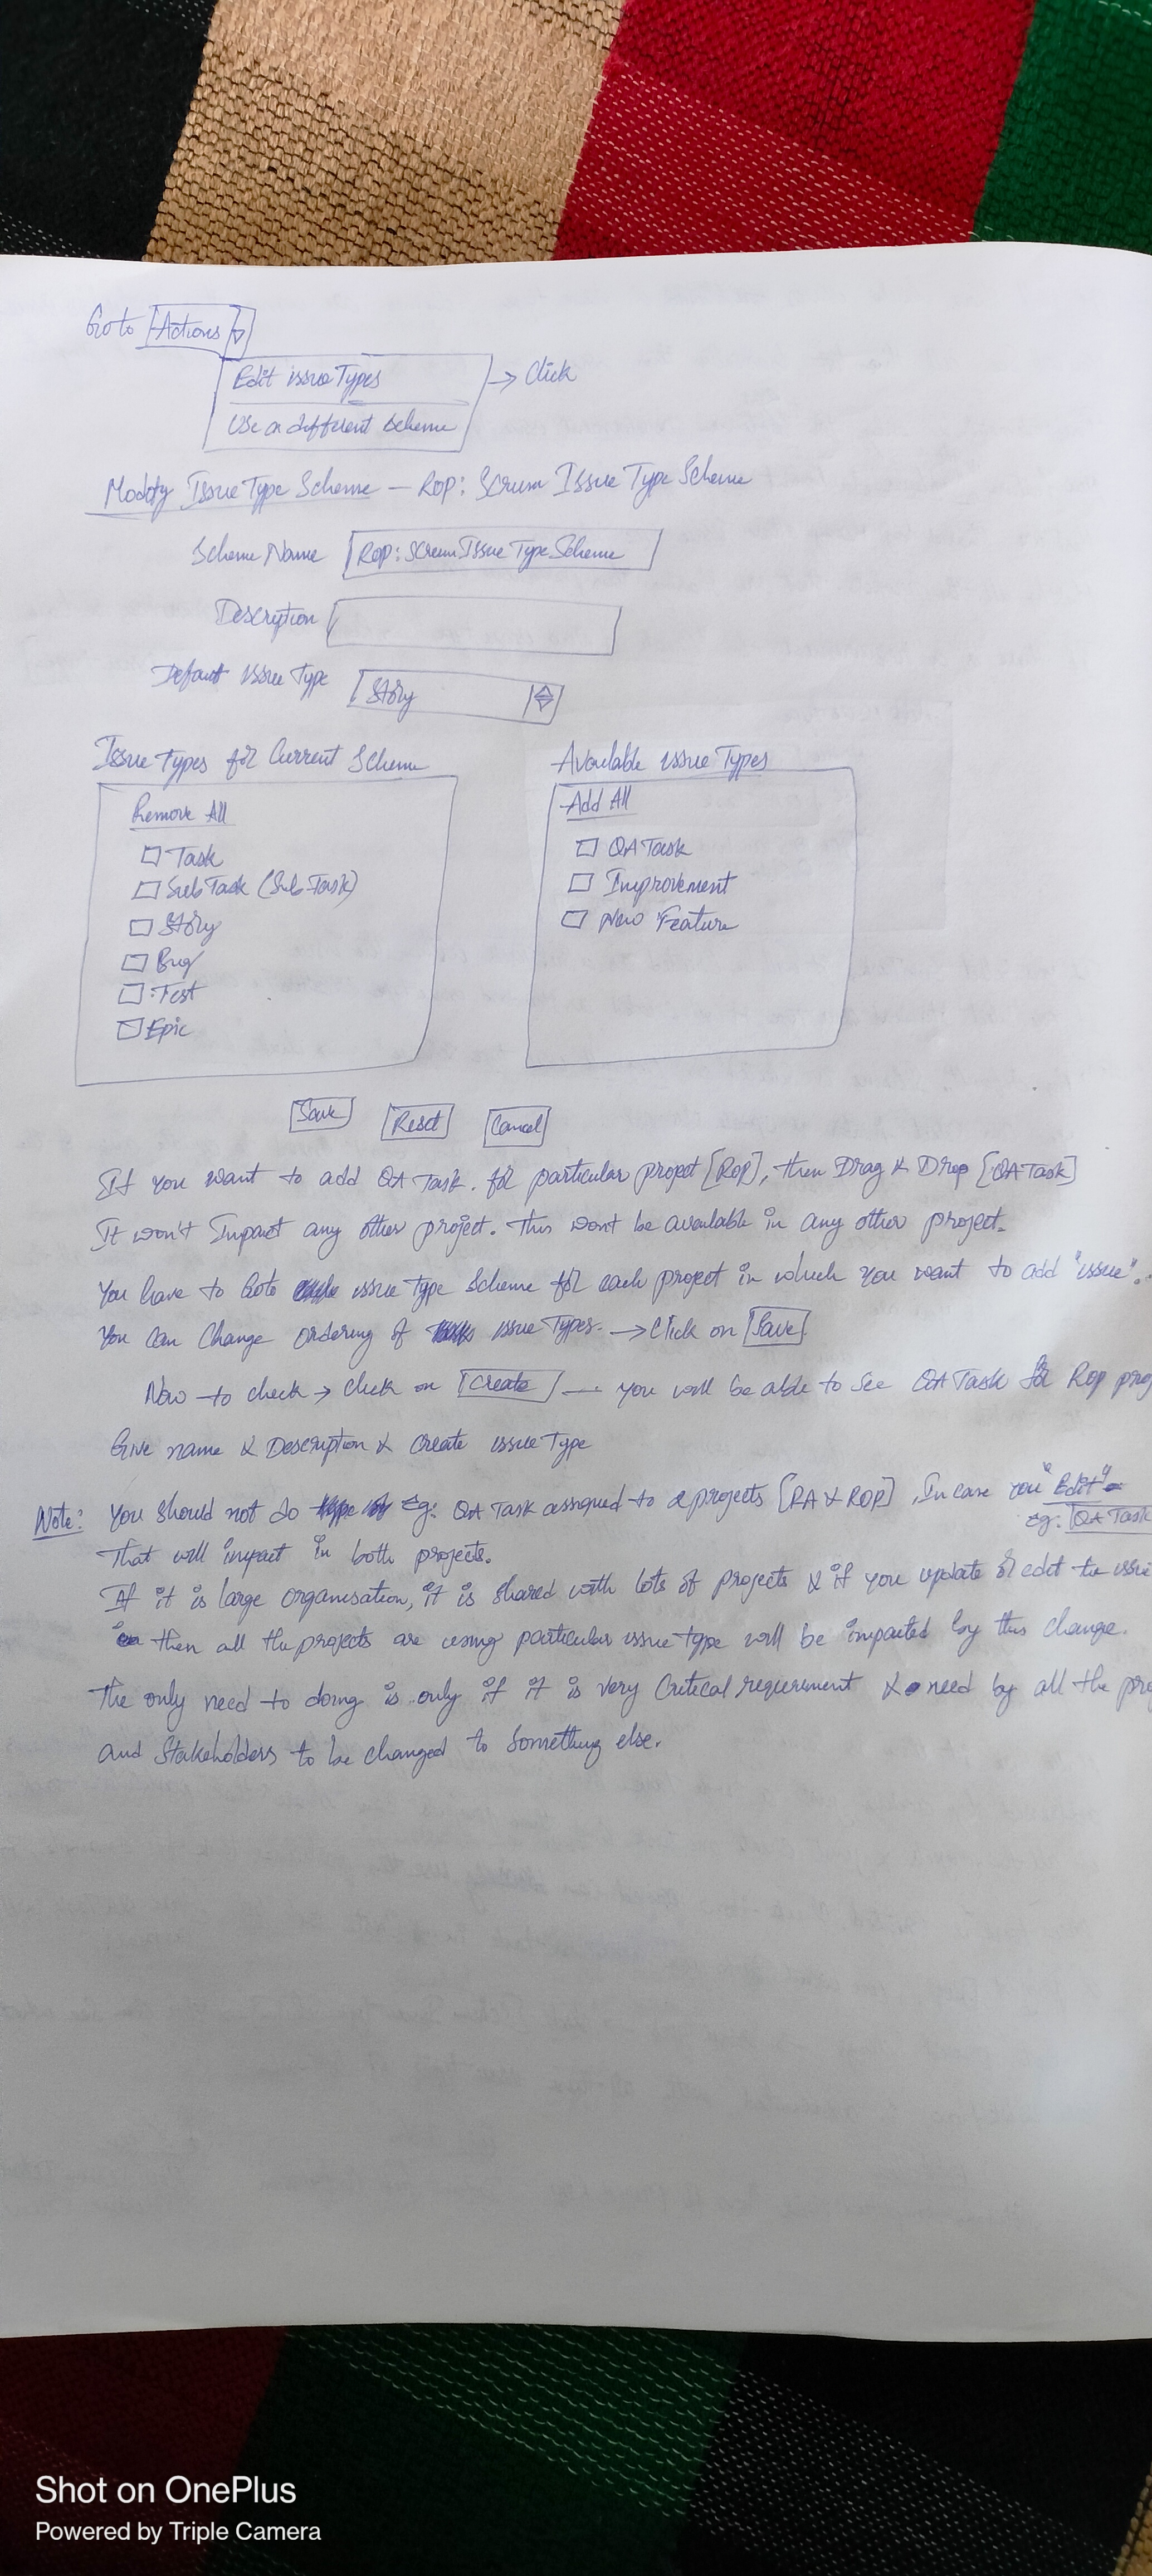 Go to Actions
Edit issue Types → Click
Use a different scheme
Modify Issue Type Scheme — ROP: Scrum Issue Type Scheme
Scheme Name ROP: Scrum Issue Type Scheme
Description
Default issue Type Story
Issue Types for Current Scheme Available issue Types
Remove All Add All
Task QA Task
SubTask (Sub Task) Improvement
Story New Feature
Bug
Test
Epic
Save Reset Cancel
If you want to add QA Task. for particular project [ROP], then Drag & Drop [QA Task]
It won't Impact any other project. This wont be available in any other project.
You have to Goto issue type Scheme for each project in which you want to add "issue".
You can Change ordering of issue Types. → Click on [Save]
Now to check → click on [Create] — you will be able to see QA Task for ROP
Give name & Description & Create issue Type
Note: You should not do Eg: QA Task assigned to 2 projects [RA & ROP], In case you "Edit"
Eg: QA Task
That will impact in both projects.
If it is large organisation, it is shared with lots of projects & if you update or edit the
then all the projects are using particular issue type will be impacted by this change.
The only need to doing is only if it is very Critical requirement & need by all the
and Stakeholders to be changed to something else.
Shot on OnePlus
Powered by Triple Camera